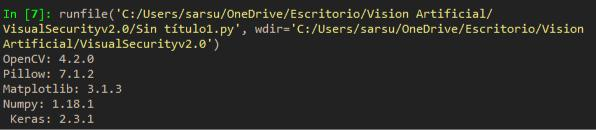 In [7]: runfile('C:/Users/sarsu/OneDrive/Escritorio/Vision Artificial/
VisualSecurityv2.0/Sin título1.py', wdir='C:/Users/sarsu/OneDrive/Escritorio/Vision
Artificial/VisualSecurityv2.0')
OpenCV: 4.2.0
Pillow: 7.1.2
Matplotlib: 3.1.3
Numpy: 1.18.1
 Keras: 2.3.1